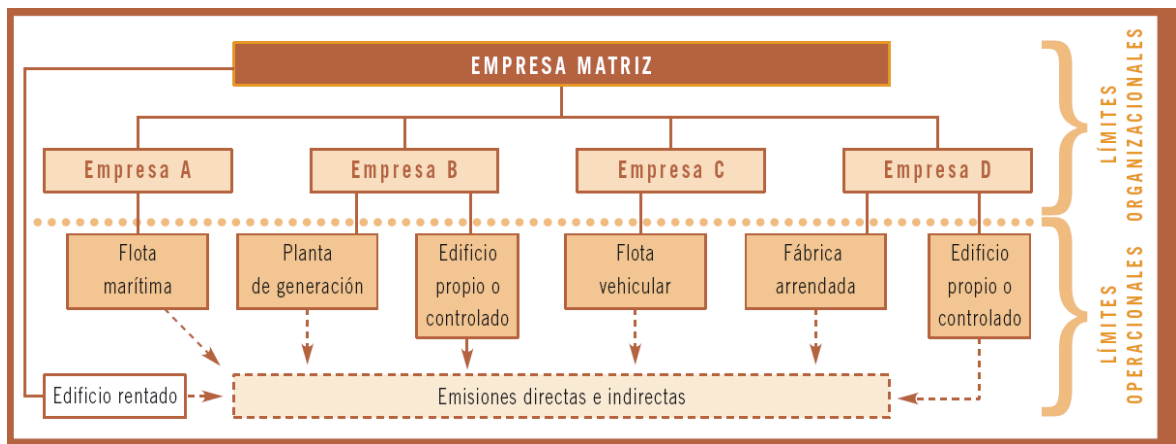 EMPRESA MATRIZ
Empresa A
Empresa B
Empresa C
Empresa D
LÍMITES
ORGANIZACIONALES
Flota
marítima
Planta
de generación
Edificio
propio o
controlado
Flota
vehicular
Fábrica
arrendada
Edificio
propio o
controlado
LÍMITES
OPERACIONALES
Edificio rentado
Emisiones directas e indirectas